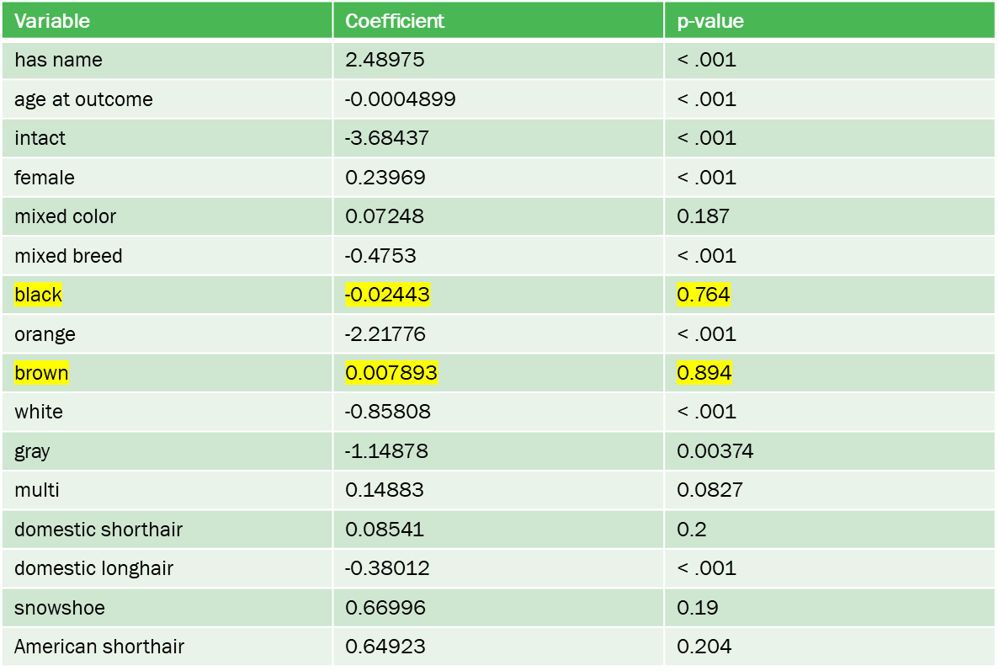 Variable Coefficient p-value
has name 2.48975 < .001
age at outcome -0.0004899 < .001
intact -3.68437 < .001
female 0.23969 < .001
mixed color 0.07248 0.187
mixed breed -0.4753 < .001
black -0.02443 0.764
orange -2.21776 < .001
brown 0.007893 0.894
white -0.85808 < .001
gray -1.14878 0.00374
multi 0.14883 0.0827
domestic shorthair 0.08541 0.2
domestic longhair -0.38012 < .001
snowshoe 0.66996 0.19
American shorthair 0.64923 0.204